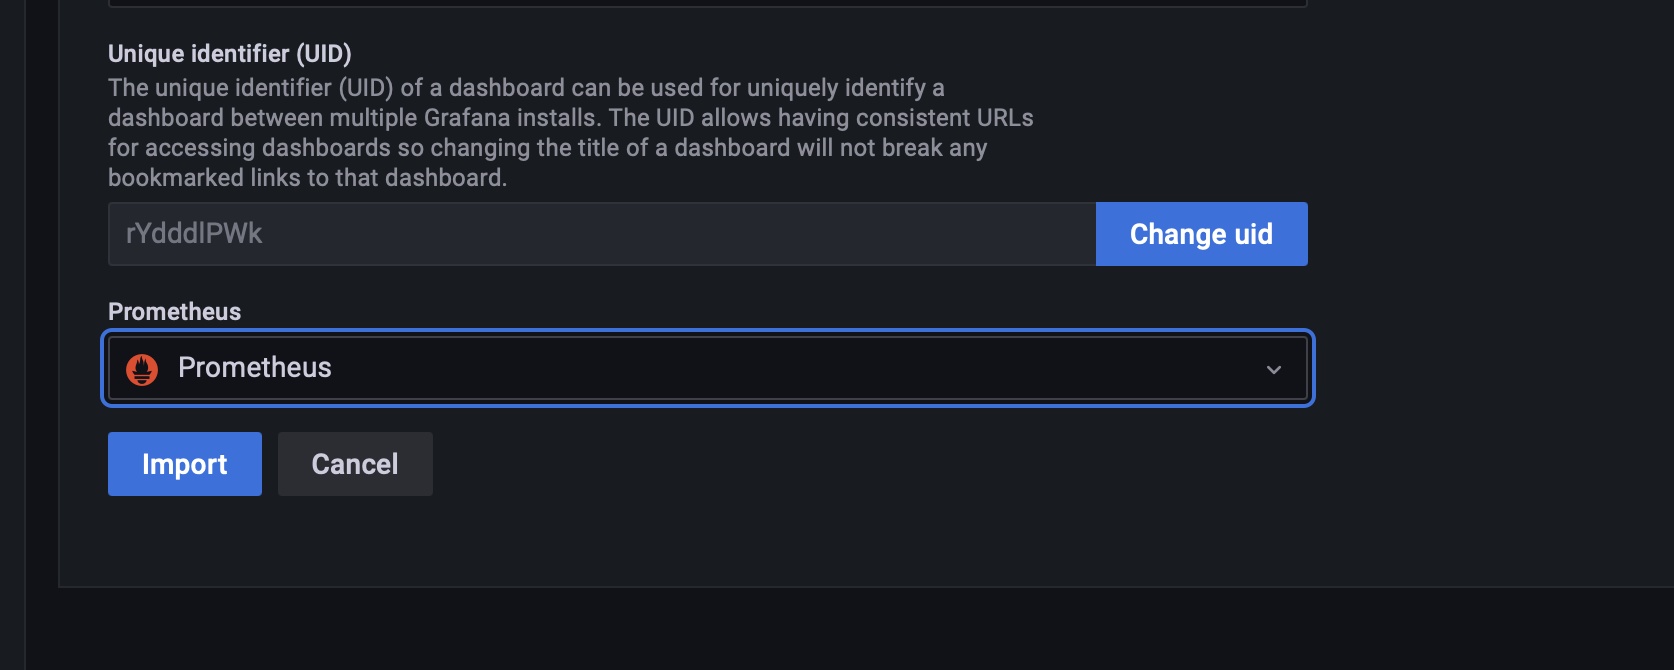 Unique identifier (UID)
The unique identifier (UID) of a dashboard can be used for uniquely identify a
dashboard between multiple Grafana installs. The UID allows having consistent URLs
for accessing dashboards so changing the title of a dashboard will not break any
bookmarked links to that dashboard.
rYdddlPWk
Change uid
Prometheus
Prometheus
Import
Cancel